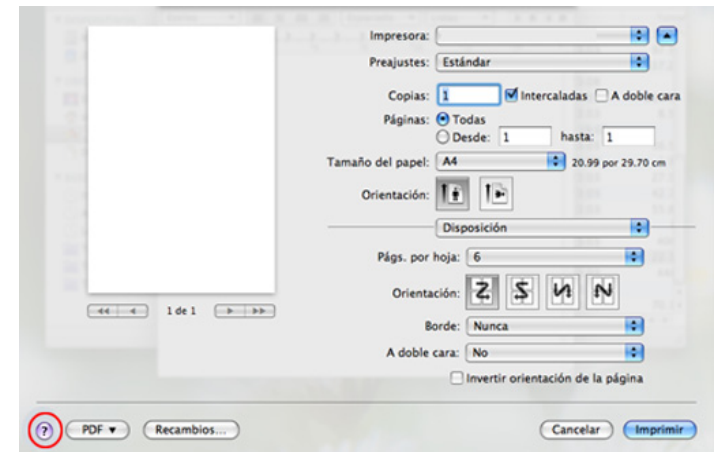 Impresora:
Preajustes: Estándar
Copias: 1 Intercaladas A doble cara
Páginas: Todas
Desde: 1 hasta: 1
Tamaño del papel: A4 20.99 por 29.70 cm
Orientación:
Disposición
Págs. por hoja: 6
Orientación:
1 de 1
Borde: Nunca
A doble cara: No
Invertir orientación de la página
? PDF Recambios... Cancelar Imprimir